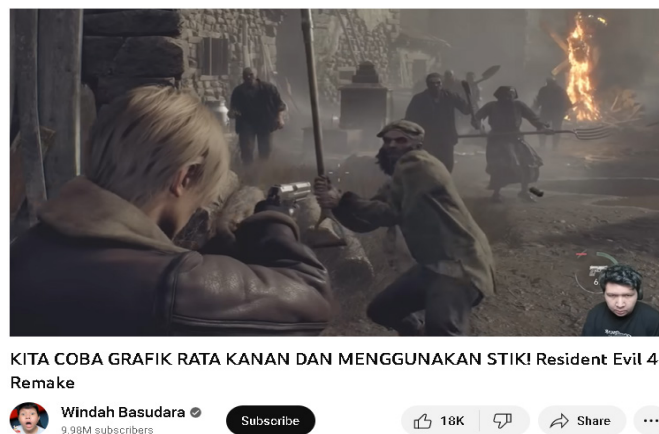 KITA COBA GRAFIK RATA KANAN DAN MENGGUNAKAN STIK! Resident Evil 4
Remake
Windah Basudara
9.98M subscribers
Subscribe
18K
Share